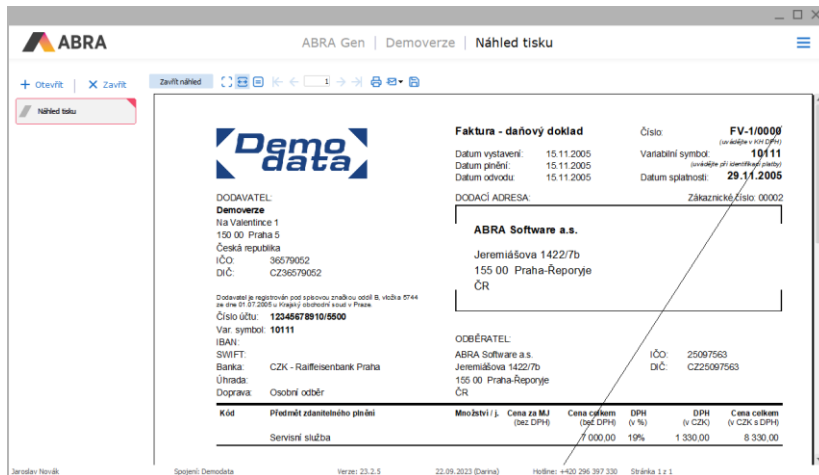 ABRA
ABRA Gen | Demoverze | Náhled tisku
+ Otevřít | X Zavřít
Zavřít náhled
1
Náhled tisku
Demo data
Faktura - daňový doklad
Číslo: FV-1/0000
(uvádějte v KH DPH)
Datum vystavení: 15.11.2005
Variabilní symbol: 10111
Datum plnění: 15.11.2005
(uvádějte při identifikaci platby)
Datum odvodu: 15.11.2005
Datum splatnosti: 29.11.2005
DODAVATEL:
Demoverze
Na Valentince 1
150 00 Praha 5
Česká republika
IČO: 36579052
DIČ: CZ36579052
DODACÍ ADRESA:
Zákaznické číslo: 00002
ABRA Software a.s.
Jeremiášova 1422/7b
155 00 Praha-Řeporyje
ČR
Dodavatel je registrován pod spisovou značkou oddíl B, vložka 8744
ze dne 01.07.2005 u Krajský obchodní soud v Praze.
Číslo účtu: 12345678910/5500
Var. symbol: 10111
IBAN:
SWIFT:
Banka: CZK - Raiffeisenbank Praha
Úhrada:
Doprava: Osobní odběr
ODBĚRATEL:
ABRA Software a.s. IČO: 25097563
Jeremiášova 1422/7b DIČ: CZ25097563
155 00 Praha-Řeporyje
ČR
Kód Předmět zdanitelného plnění Množství / j. Cena za MJ Cena celkem DPH DPH Cena celkem
(bez DPH) (bez DPH) (v %) (v CZK) (v CZK s DPH)
Servisní služba 7 000,00 19% 1 330,00 8 330,00
Jaroslav Novák Spojení: Demodata Verze: 23.2.5 22.09.2023 (Darina) Hotline: +420 296 397 330 Stránka 1 z 1